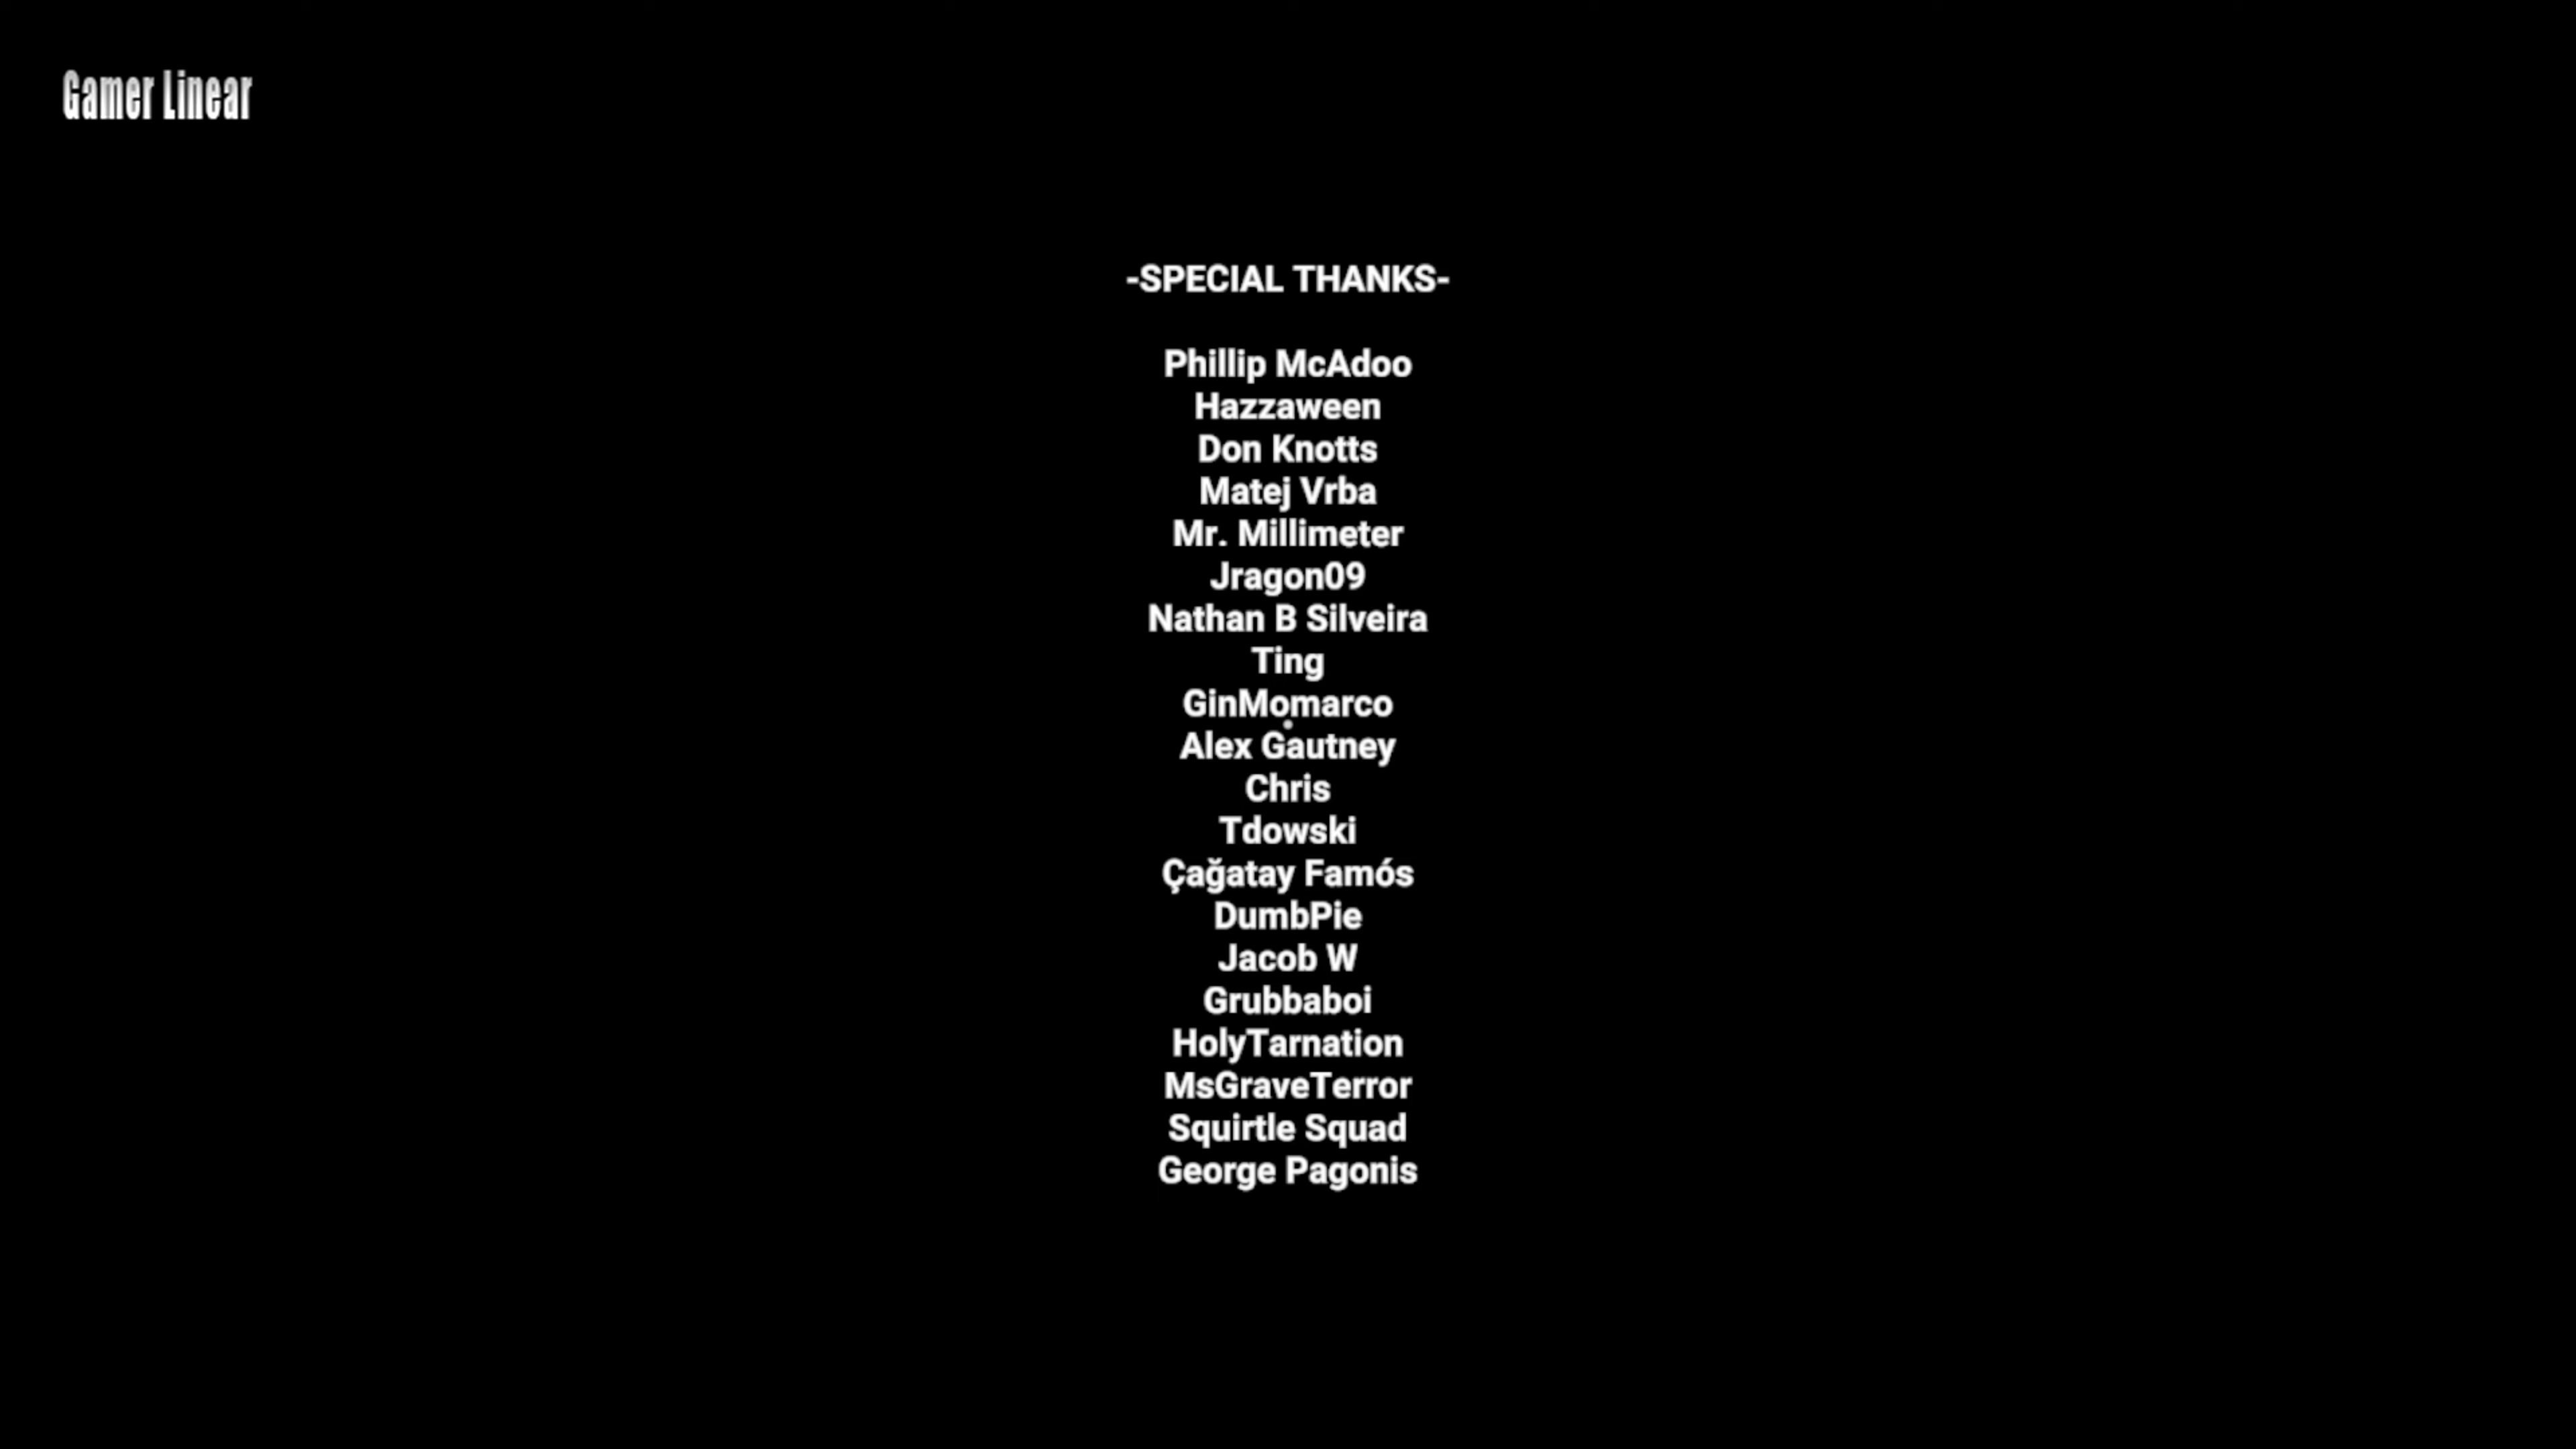 Gamer Linear
-SPECIAL THANKS-
Phillip McAdoo
Hazzaween
Don Knotts
Matej Vrba
Mr. Millimeter
Jragon09
Nathan B Silveira
Ting
GinMomarco
Alex Gautney
Chris
Tdowski
Çağatay Famós
DumbPie
Jacob W
Grubbaboi
HolyTarnation
MsGraveTerror
Squirtle Squad
George Pagonis